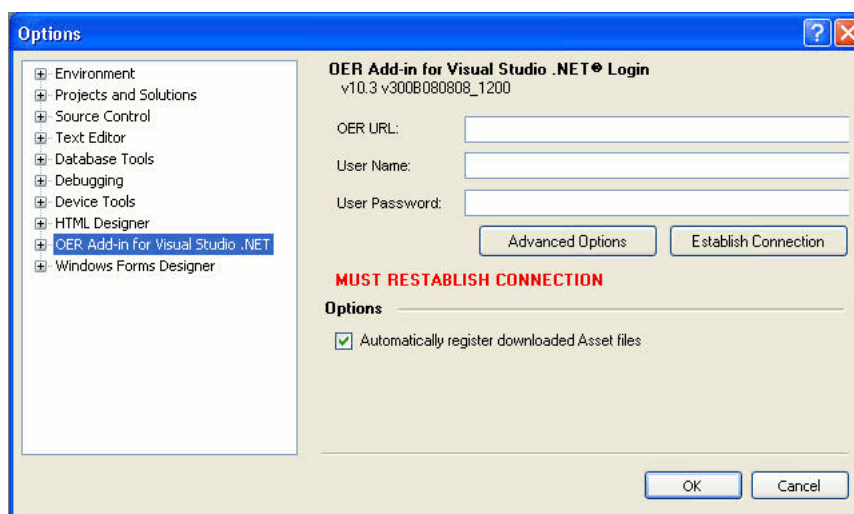 Options
Environment
Projects and Solutions
Source Control
Text Editor
Database Tools
Debugging
Device Tools
HTML Designer
OER Add-in for Visual Studio .NET
Windows Forms Designer
OER Add-in for Visual Studio .NET® Login
v10.3 v300B080808_1200
OER URL:
User Name:
User Password:
Advanced Options
Establish Connection
MUST RESTABLISH CONNECTION
Options
Automatically register downloaded Asset files
OK
Cancel